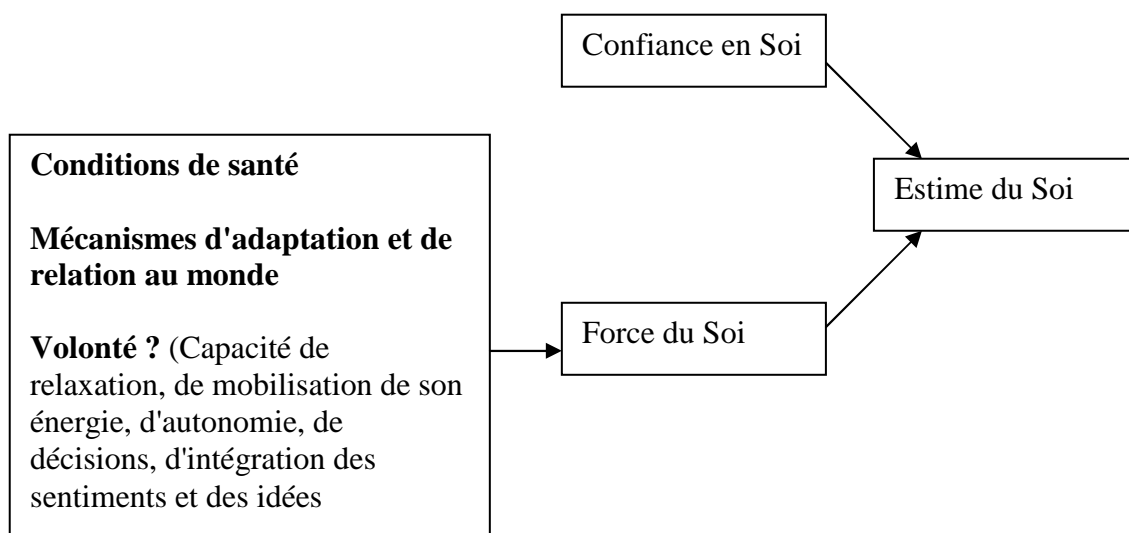 Confiance en Soi
Conditions de santé
Mécanismes d'adaptation et de
relation au monde
Volonté ? (Capacité de
relaxation, de mobilisation de son
énergie, d'autonomie, de
décisions, d'intégration des
sentiments et des idées
Force du Soi
Estime du Soi